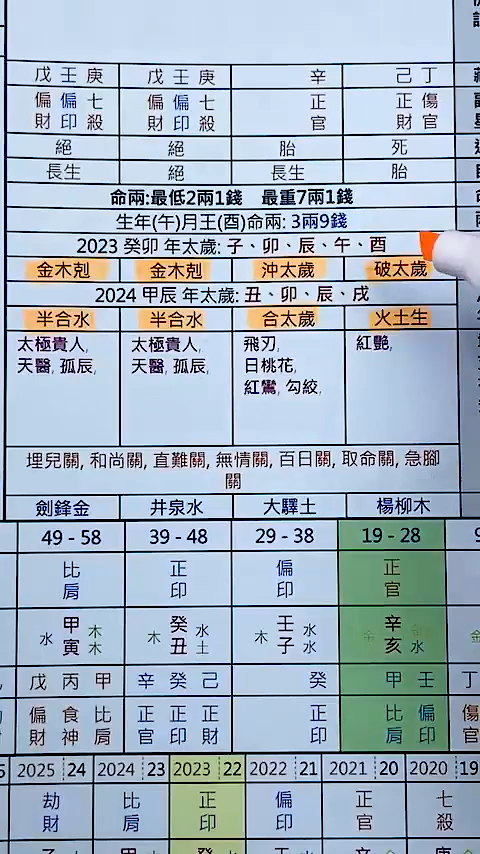 戊 壬 庚 戊 壬 庚 辛 己 丁
偏 偏 七 偏 偏 七 正 正 傷
財 印 殺 財 印 殺 官 財 官
絕 絕 胎 死
長生 絕 長生 胎
命兩:最低2兩1錢 最重7兩1錢
生年(午)月王(酉)命兩: 3兩9錢
2023 癸卯 年太歲: 子、卯、辰、午、酉
金木剋 金木剋 沖太歲 破太歲
2024 甲辰 年太歲: 丑、卯、辰、戌
半合水 半合水 合太歲 火土生
太極貴人, 太極貴人, 飛刃, 紅艷,
天醫, 孤辰, 天醫, 孤辰, 日桃花,
紅鸞, 勾絞,
埋兒關, 和尚關, 直難關, 無情關, 百日關, 取命關, 急腳
關
劍鋒金 井泉水 大驛土 楊柳木
49 - 58 39 - 48 29 - 38 19 - 28
比 正 偏 正
肩 印 印 官
水 甲 木 木 癸 水 木 壬 水 金 辛 金
寅 木 丑 土 子 水 亥 水
戊 丙 甲 辛 癸 己 癸 甲 壬 丁
偏 食 比 正 正 正 正 比 偏 傷
財 神 肩 官 印 財 印 肩 印 官
2025 24 2024 23 2023 22 2022 21 2021 20 2020 19
劫 比 正 偏 正 七
財 肩 印 印 官 殺